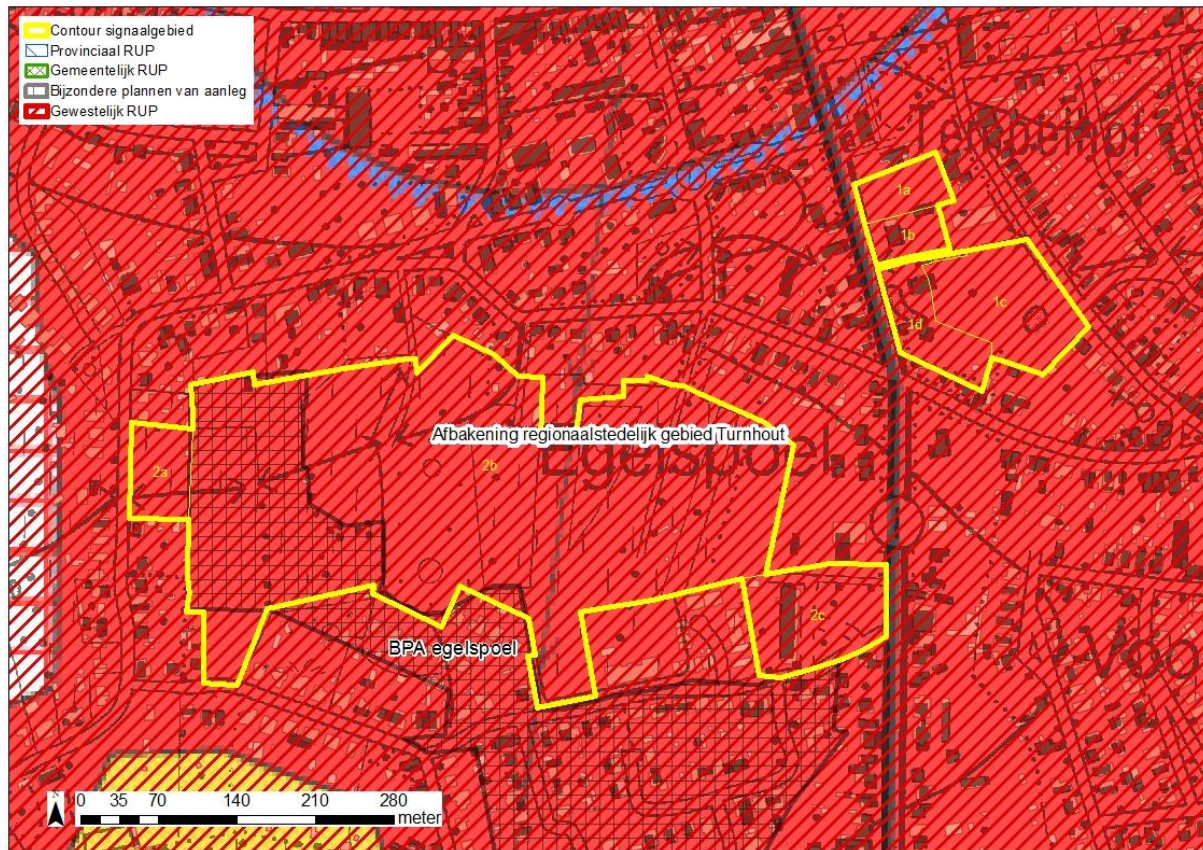 Contour signaalgebied
Provinciaal RUP
Gemeentelijk RUP
Bijzondere plannen van aanleg
Gewestelijk RUP
1a
1b
1c
1d
Afbakening regionaalstedelijk gebied Turnhout
Egelspoel
2a
2b
2c
BPA egelspoel
0 35 70 140 210 280
meter